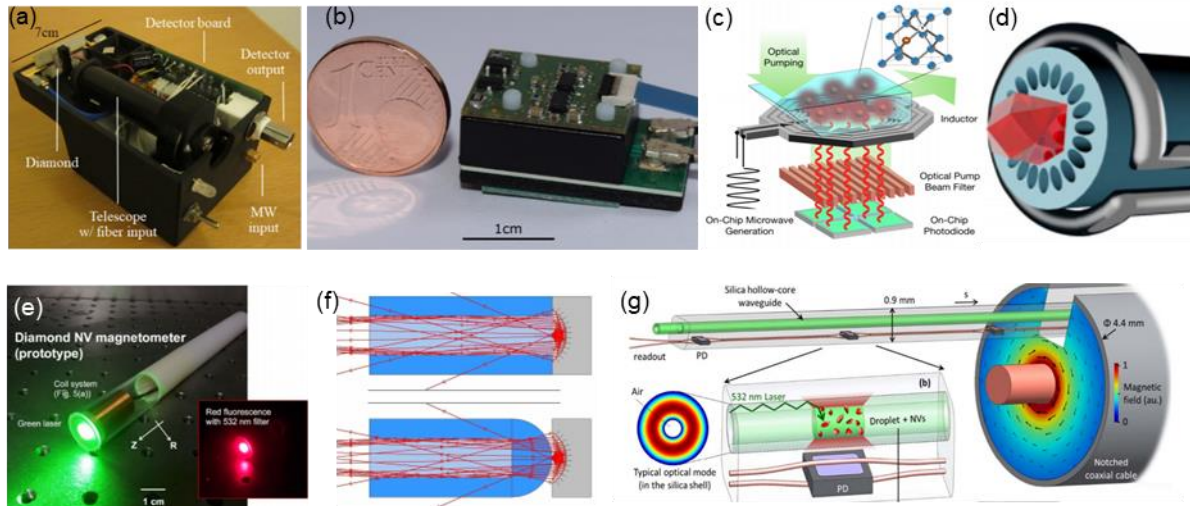 (a)
7cm
Detector board
Detector
output
Diamond
Telescope
w/ fiber input
MW
input
(b)
1
CENT
1cm
(c)
Optical
Pumping
Inductor
Optical Pump
Beam Filter
On-Chip Microwave
Generation
On-Chip
Photodiode
(d)
(e)
Diamond NV magnetometer
(prototype)
Coil system
(Fig. 5(a))
Green laser
Z
R
Red fluorescence
with 532 nm filter
1 cm
(f)
(g)
Silica hollow-core
waveguide
0.9 mm
s
Φ 4.4 mm
readout
PD
(b)
Air
532 nm Laser
Droplet + NVs
Typical optical mode
(in the silica shell)
PD
1
Magnetic
field (au.)
0
Notched
coaxial cable